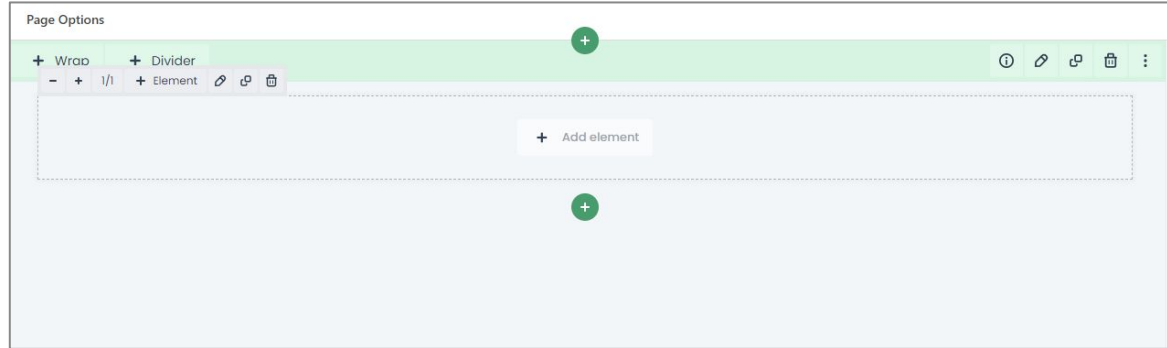 Page Options
+ Wrap + Divider
- + 1/1 + Element
+ Add element
+